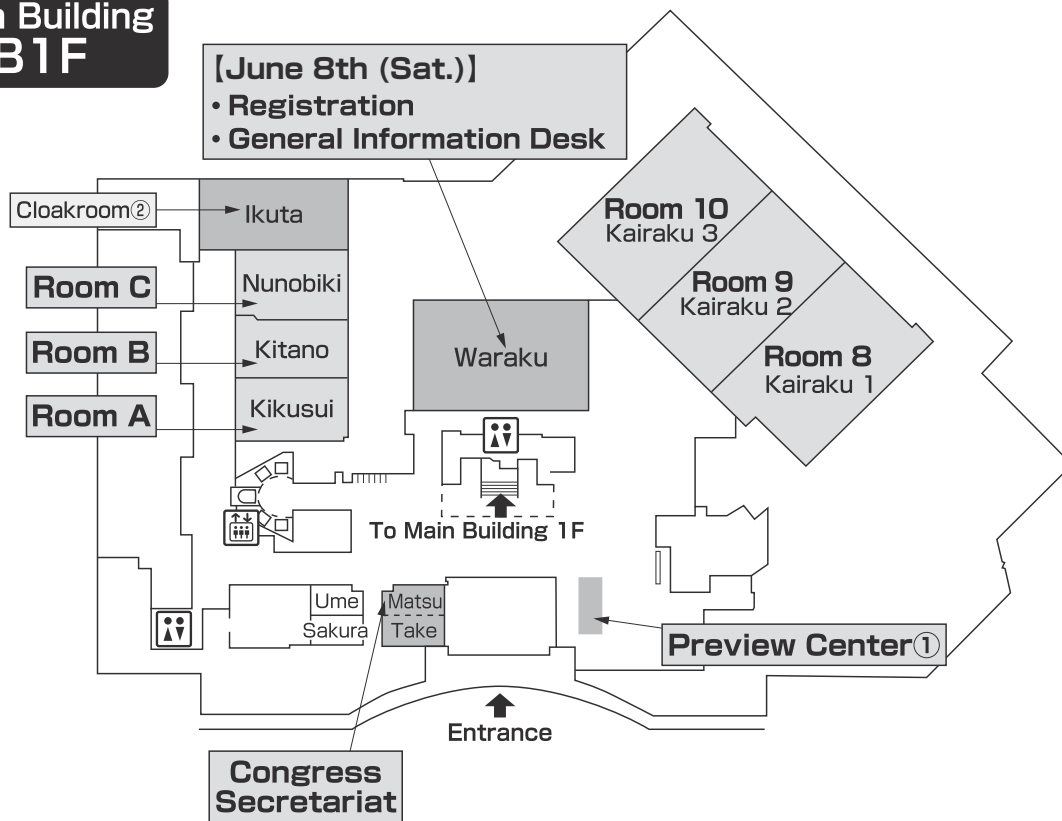 Building
B1F
【June 8th (Sat.)】
• Registration
• General Information Desk
Cloakroom②
Ikuta
Room C
Nunobiki
Room B
Kitano
Room A
Kikusui
Waraku
Room 10
Kairaku 3
Room 9
Kairaku 2
Room 8
Kairaku 1
To Main Building 1F
Ume
Sakura
Matsu
Take
Preview Center①
Entrance
Congress
Secretariat